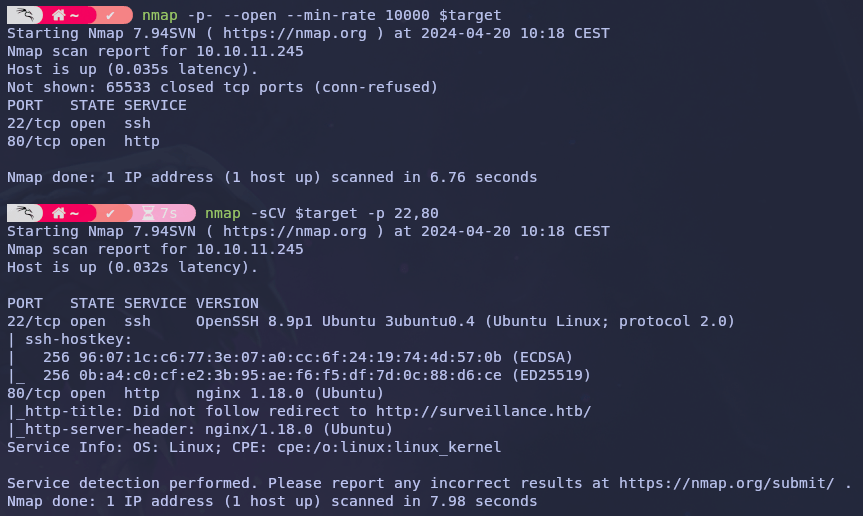 ~ ✔ nmap -p- --open --min-rate 10000 $target
Starting Nmap 7.94SVN ( https://nmap.org ) at 2024-04-20 10:18 CEST
Nmap scan report for 10.10.11.245
Host is up (0.035s latency).
Not shown: 65533 closed tcp ports (conn-refused)
PORT   STATE SERVICE
22/tcp open  ssh
80/tcp open  http

Nmap done: 1 IP address (1 host up) scanned in 6.76 seconds

~ ✔ 7s nmap -sCV $target -p 22,80
Starting Nmap 7.94SVN ( https://nmap.org ) at 2024-04-20 10:18 CEST
Nmap scan report for 10.10.11.245
Host is up (0.032s latency).

PORT   STATE SERVICE VERSION
22/tcp open  ssh     OpenSSH 8.9p1 Ubuntu 3ubuntu0.4 (Ubuntu Linux; protocol 2.0)
| ssh-hostkey:
|   256 96:07:1c:c6:77:3e:07:a0:cc:6f:24:19:74:4d:57:0b (ECDSA)
|_  256 0b:a4:c0:cf:e2:3b:95:ae:f6:f5:df:7d:0c:88:d6:ce (ED25519)
80/tcp open  http    nginx 1.18.0 (Ubuntu)
|_http-title: Did not follow redirect to http://surveillance.htb/
|_http-server-header: nginx/1.18.0 (Ubuntu)
Service Info: OS: Linux; CPE: cpe:/o:linux:linux_kernel

Service detection performed. Please report any incorrect results at https://nmap.org/submit/ .
Nmap done: 1 IP address (1 host up) scanned in 7.98 seconds